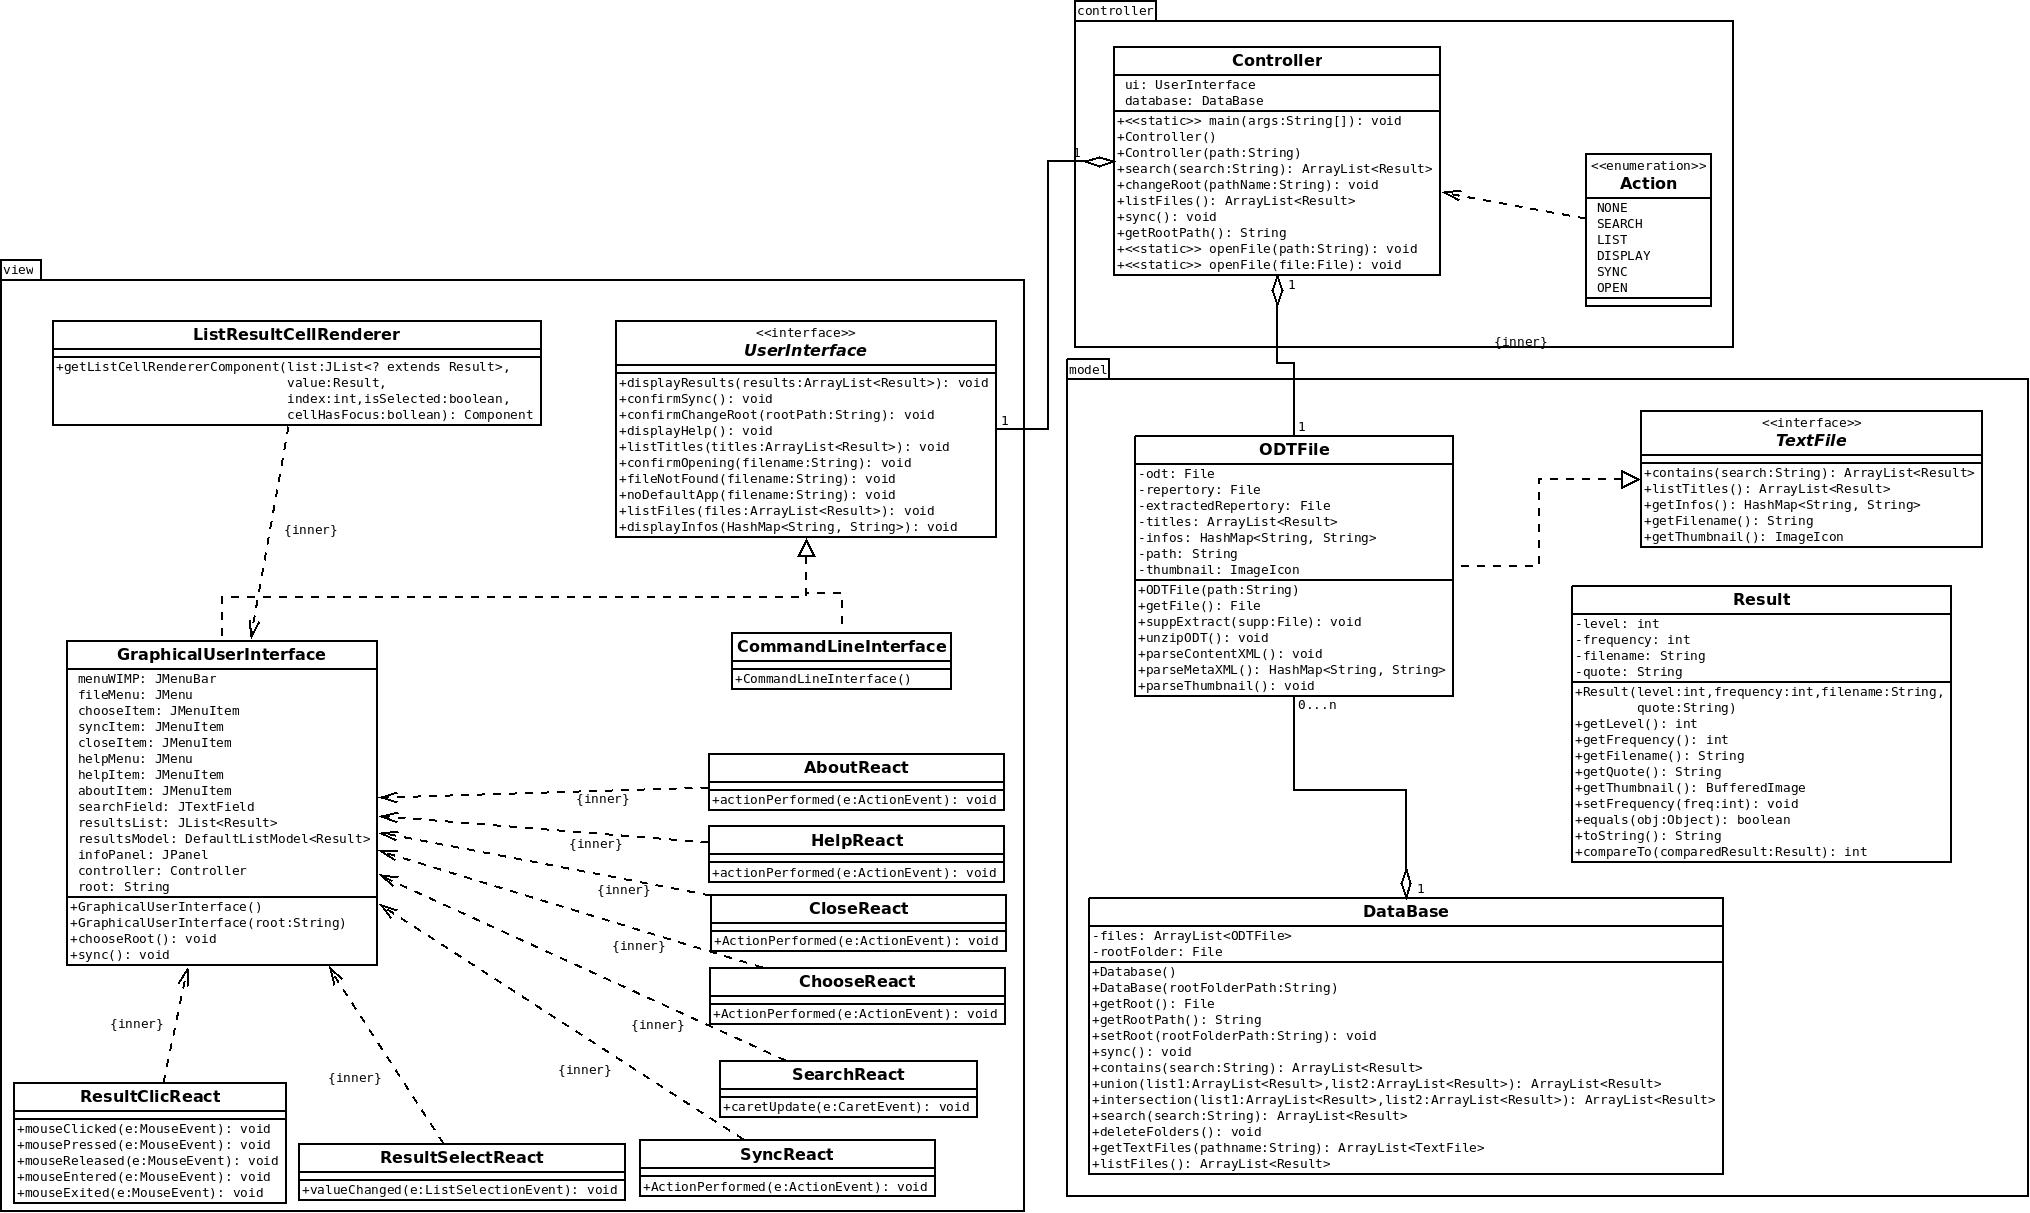 controller
Controller
ui: UserInterface
database: DataBase
+<<static>> main(args:String[]): void
+Controller()
+Controller(path:String)
+search(search:String): ArrayList<Result>
+changeRoot(pathName:String): void
+listFiles(): ArrayList<Result>
+sync(): void
+getRootPath(): String
+<<static>> openFile(path:String): void
+<<static>> openFile(file:File): void
1
1
<<enumeration>>
Action
NONE
SEARCH
LIST
DISPLAY
SYNC
OPEN
{inner}
view
ListResultCellRenderer
+getListCellRendererComponent(list:JList<? extends Result>,
value:Result,
index:int,isSelected:boolean,
cellHasFocus:bollean): Component
{inner}
<<interface>>
UserInterface
+displayResults(results:ArrayList<Result>): void
+confirmSync(): void
+confirmChangeRoot(rootPath:String): void
+displayHelp(): void
+listTitles(titles:ArrayList<Result>): void
+confirmOpening(filename:String): void
+fileNotFound(filename:String): void
+noDefaultApp(filename:String): void
+listFiles(files:ArrayList<Result>): void
+displayInfos(HashMap<String, String>): void
1
GraphicalUserInterface
menuWIMP: JMenuBar
fileMenu: JMenu
chooseItem: JMenuItem
syncItem: JMenuItem
closeItem: JMenuItem
helpMenu: JMenu
helpItem: JMenuItem
aboutItem: JMenuItem
searchField: JTextField
resultsList: JList<Result>
resultsModel: DefaultListModel<Result>
infoPanel: JPanel
controller: Controller
root: String
+GraphicalUserInterface()
+GraphicalUserInterface(root:String)
+chooseRoot(): void
+sync(): void
CommandLineInterface
+CommandLineInterface()
AboutReact
+actionPerformed(e:ActionEvent): void
{inner}
HelpReact
+actionPerformed(e:ActionEvent): void
{inner}
CloseReact
+ActionPerformed(e:ActionEvent): void
{inner}
ChooseReact
+ActionPerformed(e:ActionEvent): void
{inner}
SearchReact
+caretUpdate(e:CaretEvent): void
{inner}
SyncReact
+ActionPerformed(e:ActionEvent): void
{inner}
ResultClicReact
+mouseClicked(e:MouseEvent): void
+mousePressed(e:MouseEvent): void
+mouseReleased(e:MouseEvent): void
+mouseEntered(e:MouseEvent): void
+mouseExited(e:MouseEvent): void
{inner}
ResultSelectReact
+valueChanged(e:ListSelectionEvent): void
{inner}
model
1
ODTFile
-odt: File
-repertory: File
-extractedRepertory: File
-titles: ArrayList<Result>
-infos: HashMap<String, String>
-path: String
-thumbnail: ImageIcon
+ODTFile(path:String)
+getFile(): File
+suppExtract(supp:File): void
+unzipODT(): void
+parseContentXML(): void
+parseMetaXML(): HashMap<String, String>
+parseThumbnail(): void
0...n
<<interface>>
TextFile
+contains(search:String): ArrayList<Result>
+listTitles(): ArrayList<Result>
+getInfos(): HashMap<String, String>
+getFilename(): String
+getThumbnail(): ImageIcon
Result
-level: int
-frequency: int
-filename: String
-quote: String
+Result(level:int,frequency:int,filename:String,
quote:String)
+getLevel(): int
+getFrequency(): int
+getFilename(): String
+getQuote(): String
+getThumbnail(): BufferedImage
+setFrequency(freq:int): void
+equals(obj:Object): boolean
+toString(): String
+compareTo(comparedResult:Result): int
1
DataBase
-files: ArrayList<ODTFile>
-rootFolder: File
+Database()
+DataBase(rootFolderPath:String)
+getRoot(): File
+getRootPath(): String
+setRoot(rootFolderPath:String): void
+sync(): void
+contains(search:String): ArrayList<Result>
+union(list1:ArrayList<Result>,list2:ArrayList<Result>): ArrayList<Result>
+intersection(list1:ArrayList<Result>,list2:ArrayList<Result>): ArrayList<Result>
+search(search:String): ArrayList<Result>
+deleteFolders(): void
+getTextFiles(pathname:String): ArrayList<TextFile>
+listFiles(): ArrayList<Result>